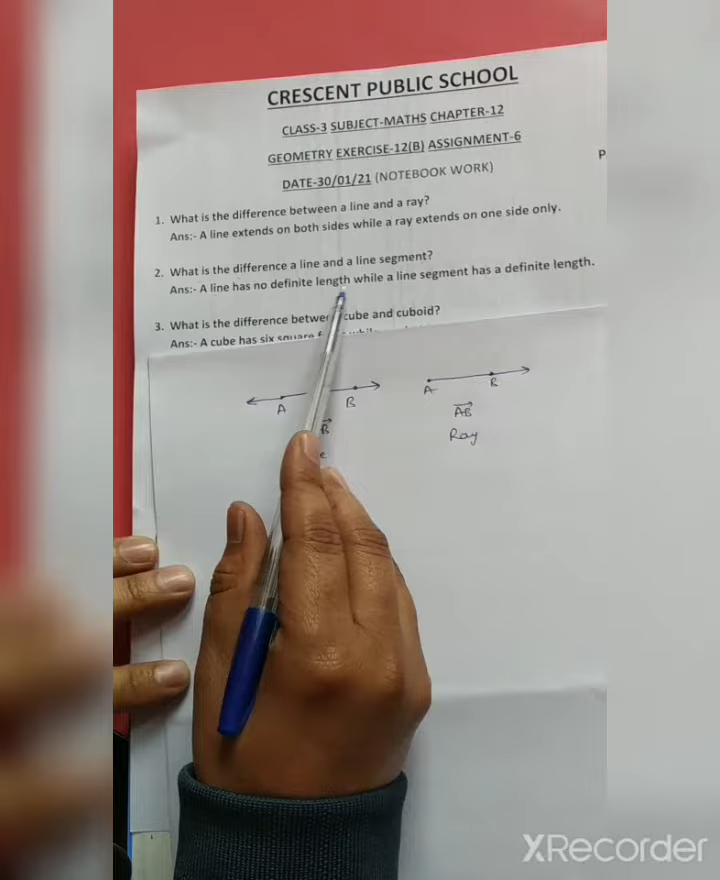 CRESCENT PUBLIC SCHOOL
CLASS-3 SUBJECT-MATHS CHAPTER-12
GEOMETRY EXERCISE-12(B) ASSIGNMENT-6
P
DATE-30/01/21 (NOTEBOOK WORK)
1. What is the difference between a line and a ray?
Ans:- A line extends on both sides while a ray extends on one side only.
2. What is the difference a line and a line segment?
Ans:- A line has no definite length while a line segment has a definite length.
3. What is the difference betwee cube and cuboid?
Ans:- A cube has six square
A B A B
B AB
e Ray
XRecorder